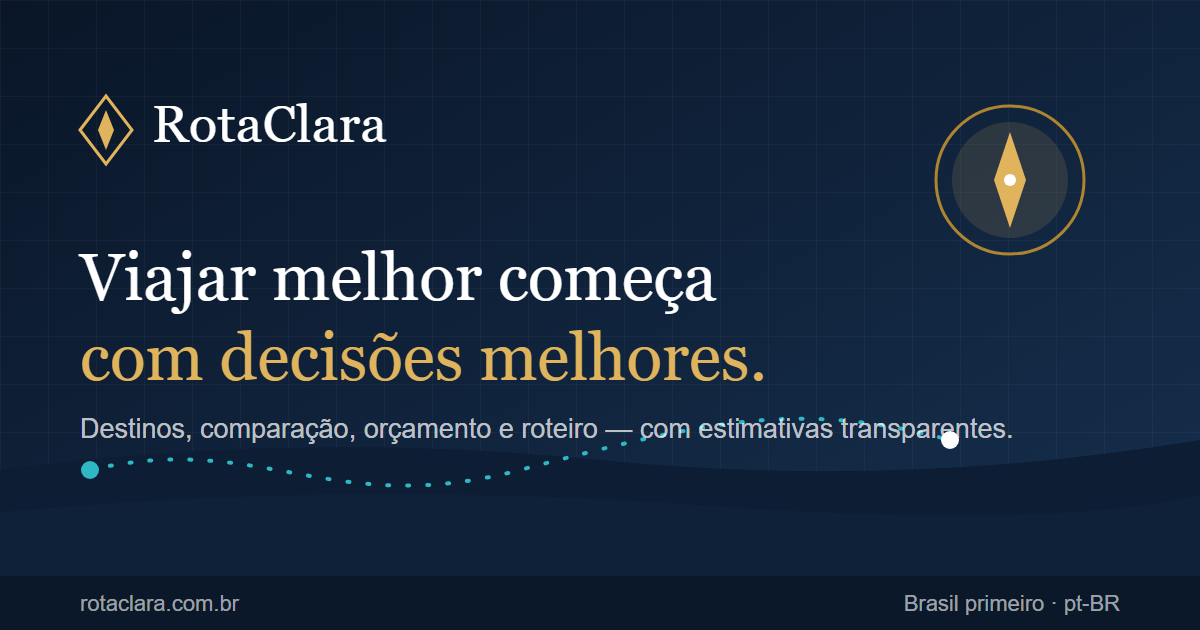 RotaClara
Viajar melhor começa
com decisões melhores.
Destinos, comparação, orçamento e roteiro — com estimativas transparentes.
rotaclara.com.br
Brasil primeiro · pt-BR